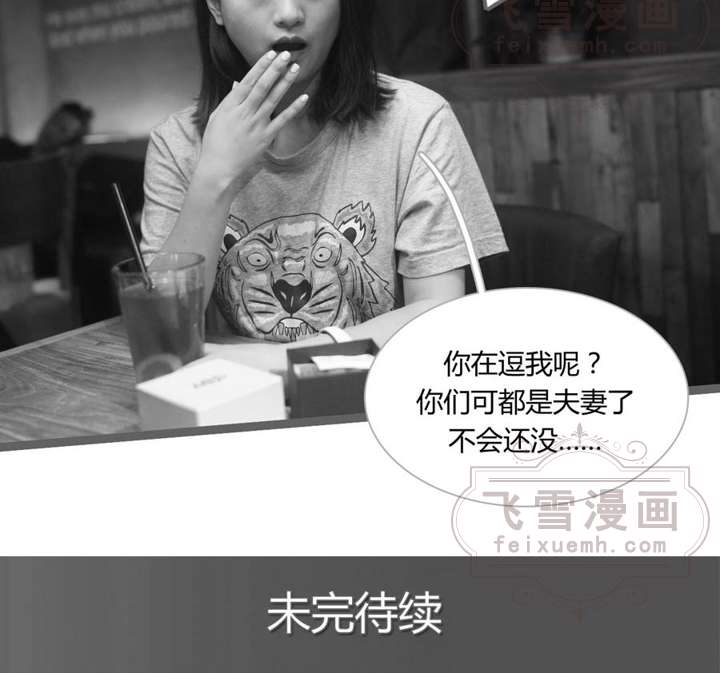 飞雪漫画
feixuemh.com
你在逗我呢？
你们可都是夫妻了
不会还没......
飞雪漫画
feixuemh.com
未完待续